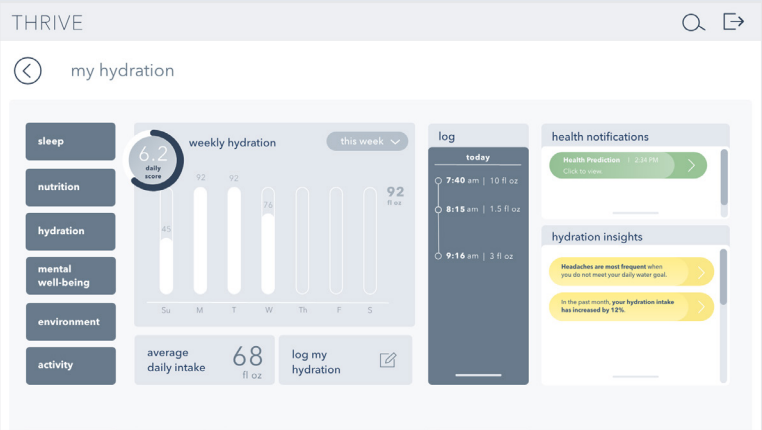 THRIVE
my hydration
sleep
nutrition
hydration
mental
well-being
environment
activity
6.2
daily
score
weekly hydration
this week
92
92
76
45
92
fl oz
Su M T W Th F S
average
daily intake
68
fl oz
log my
hydration
log
today
7:40 am | 10 fl oz
8:15 am | 1.5 fl oz
9:16 am | 3 fl oz
health notifications
Health Prediction | 2:34 PM
Click to view
hydration insights
Headaches are most frequent when
you do not meet your daily water goal.
In the past month, your hydration intake
has increased by 12%.